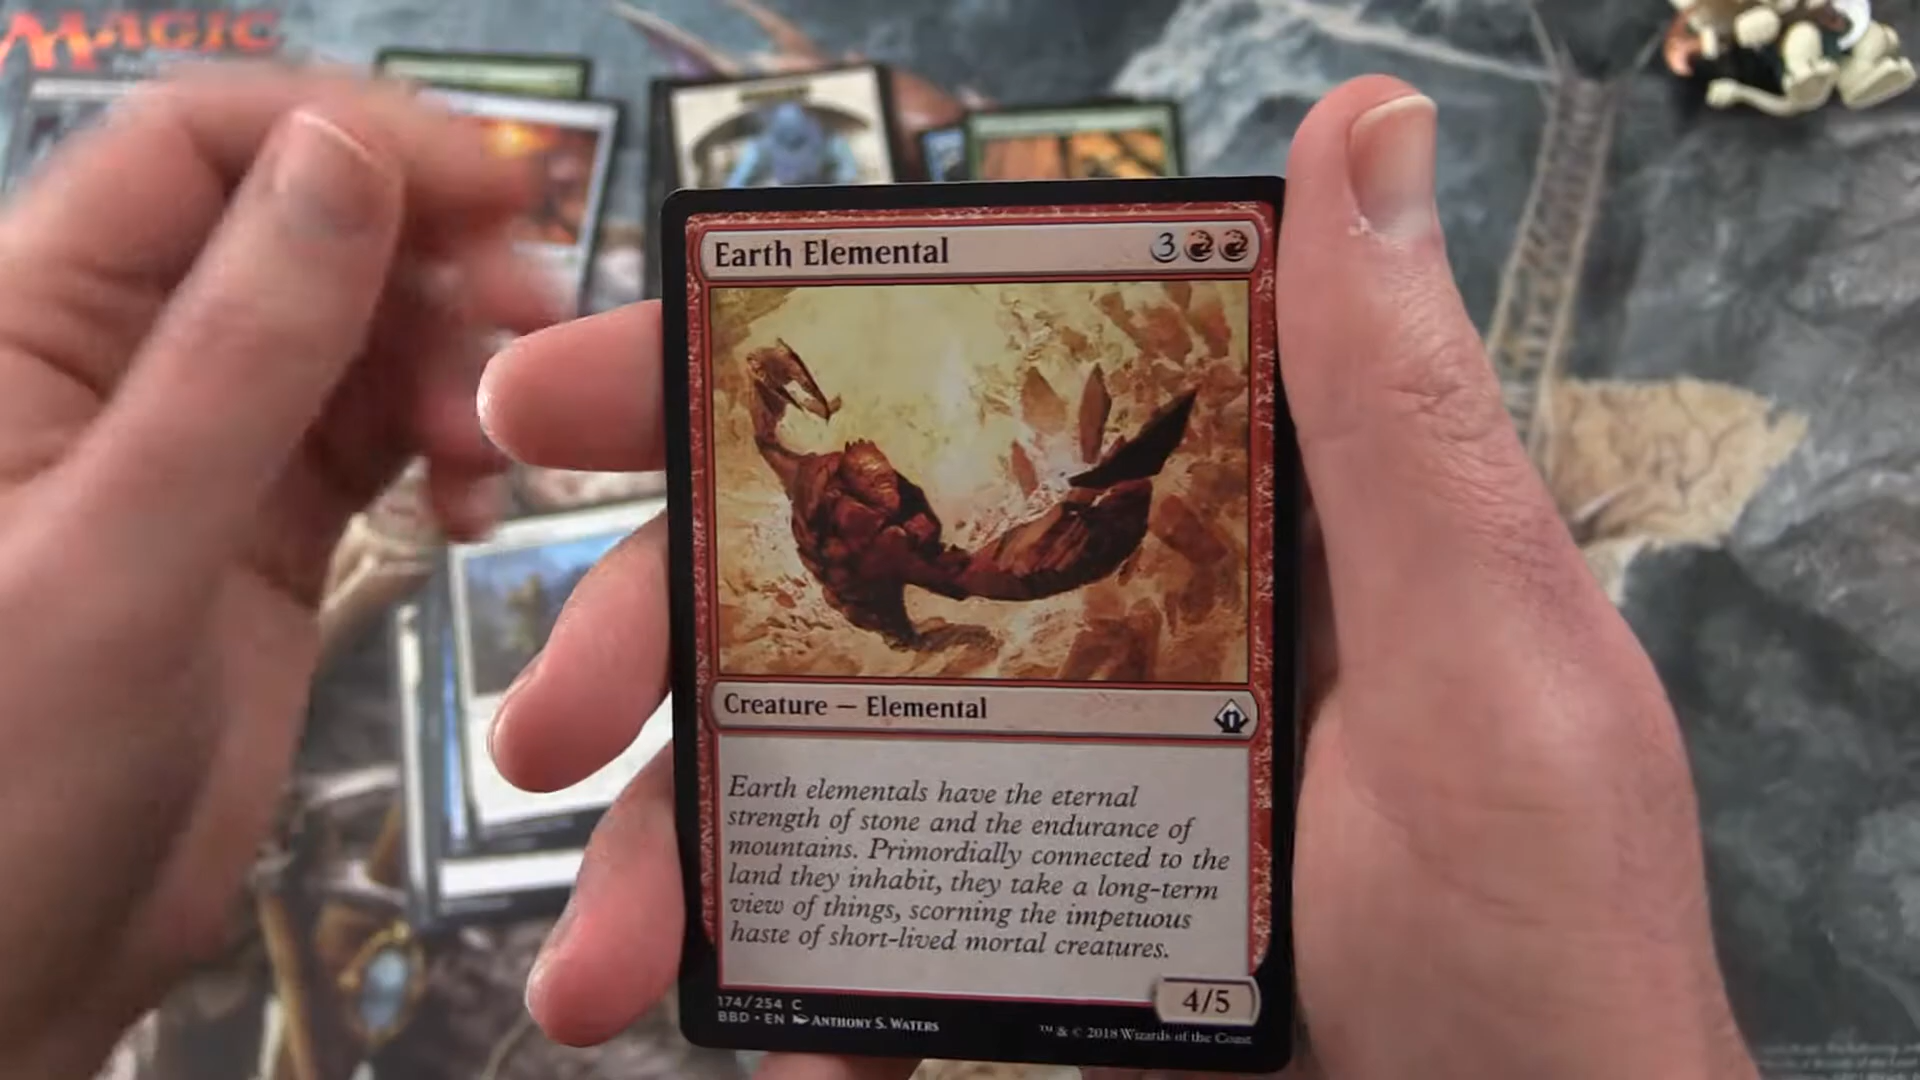 MAGIC
Earth Elemental 3
Creature — Elemental
Earth elementals have the eternal
strength of stone and the endurance of
mountains. Primordially connected to the
land they inhabit, they take a long-term
view of things, scorning the impetuous
haste of short-lived mortal creatures.
4/5
174/254 C
BBD • EN ANTHONY S. WATERS
™ & © 2018 Wizards of the Coast